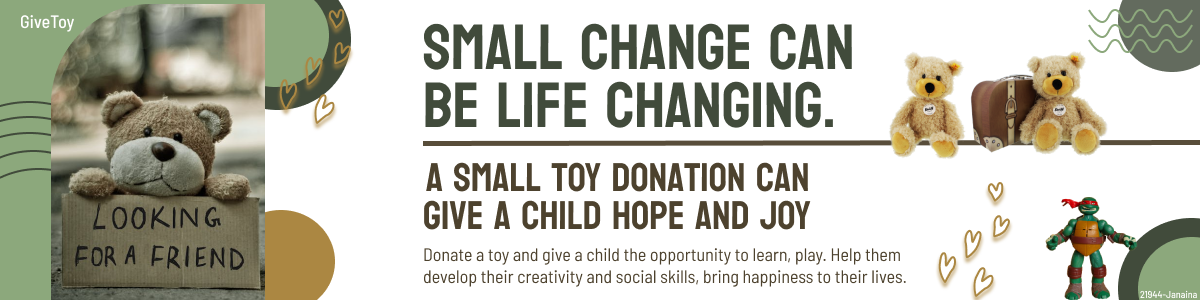 GiveToy
LOOKING
FOR A FRIEND
SMALL CHANGE CAN
BE LIFE CHANGING.
A SMALL TOY DONATION CAN
GIVE A CHILD HOPE AND JOY
Donate a toy and give a child the opportunity to learn, play. Help them
develop their creativity and social skills, bring happiness to their lives.
21944-Janaina